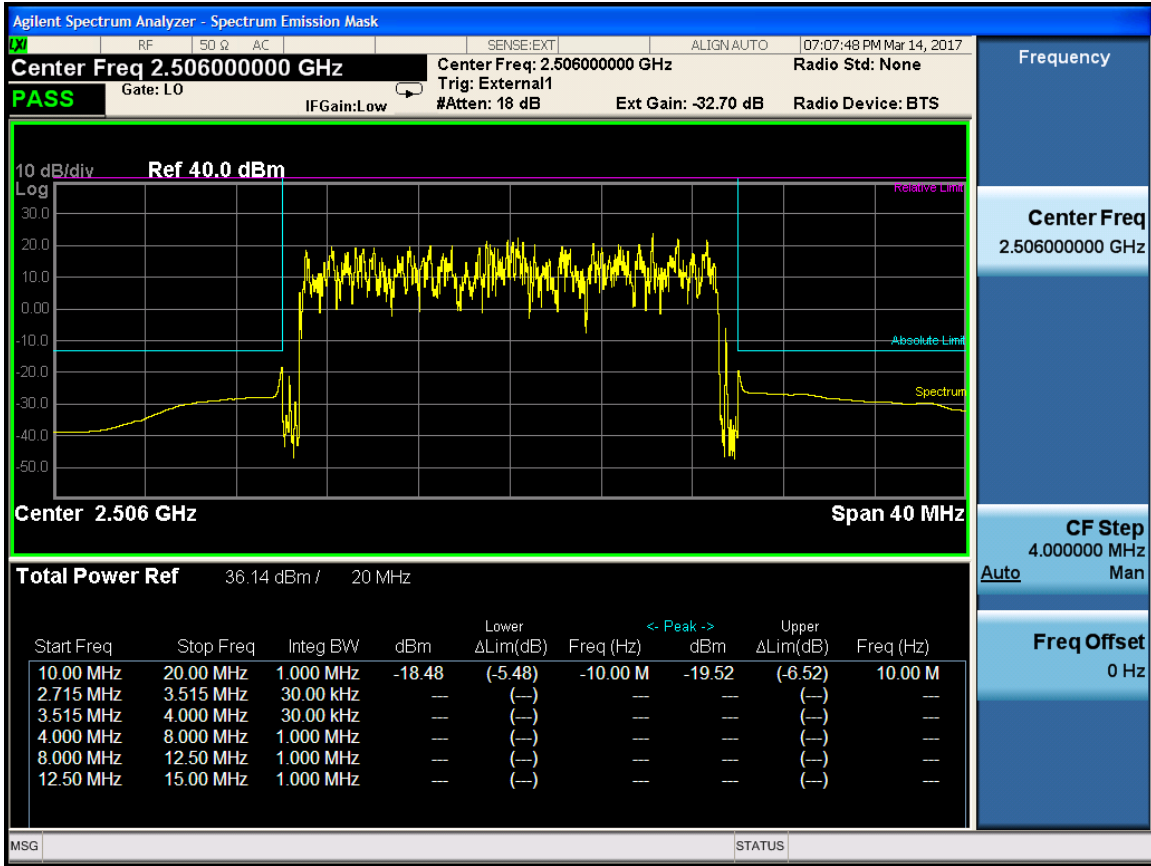 Agilent Spectrum Analyzer - Spectrum Emission Mask
LXI RF 50 Ω AC SENSE:EXT ALIGN AUTO 07:07:48 PM Mar 14, 2017
Center Freq 2.506000000 GHz Center Freq: 2.506000000 GHz Radio Std: None
Trig: External1
PASS Gate: LO IFGain:Low #Atten: 18 dB Ext Gain: -32.70 dB Radio Device: BTS
10 dB/div Ref 40.0 dBm
Log
Relative Limit
30.0
20.0
10.0
0.00
-10.0
Absolute Limit
-20.0
Spectrum
-30.0
-40.0
-50.0
Center 2.506 GHz Span 40 MHz
Total Power Ref 36.14 dBm / 20 MHz
Lower <- Peak -> Upper
Start Freq Stop Freq Integ BW dBm ΔLim(dB) Freq (Hz) dBm ΔLim(dB) Freq (Hz)
10.00 MHz 20.00 MHz 1.000 MHz -18.48 (-5.48) -10.00 M -19.52 (-6.52) 10.00 M
2.715 MHz 3.515 MHz 30.00 kHz --- (---) --- --- (---) ---
3.515 MHz 4.000 MHz 30.00 kHz --- (---) --- --- (---) ---
4.000 MHz 8.000 MHz 1.000 MHz --- (---) --- --- (---) ---
8.000 MHz 12.50 MHz 1.000 MHz --- (---) --- --- (---) ---
12.50 MHz 15.00 MHz 1.000 MHz --- (---) --- --- (---) ---
Frequency
Center Freq
2.506000000 GHz
CF Step
4.000000 MHz
Auto Man
Freq Offset
0 Hz
MSG STATUS